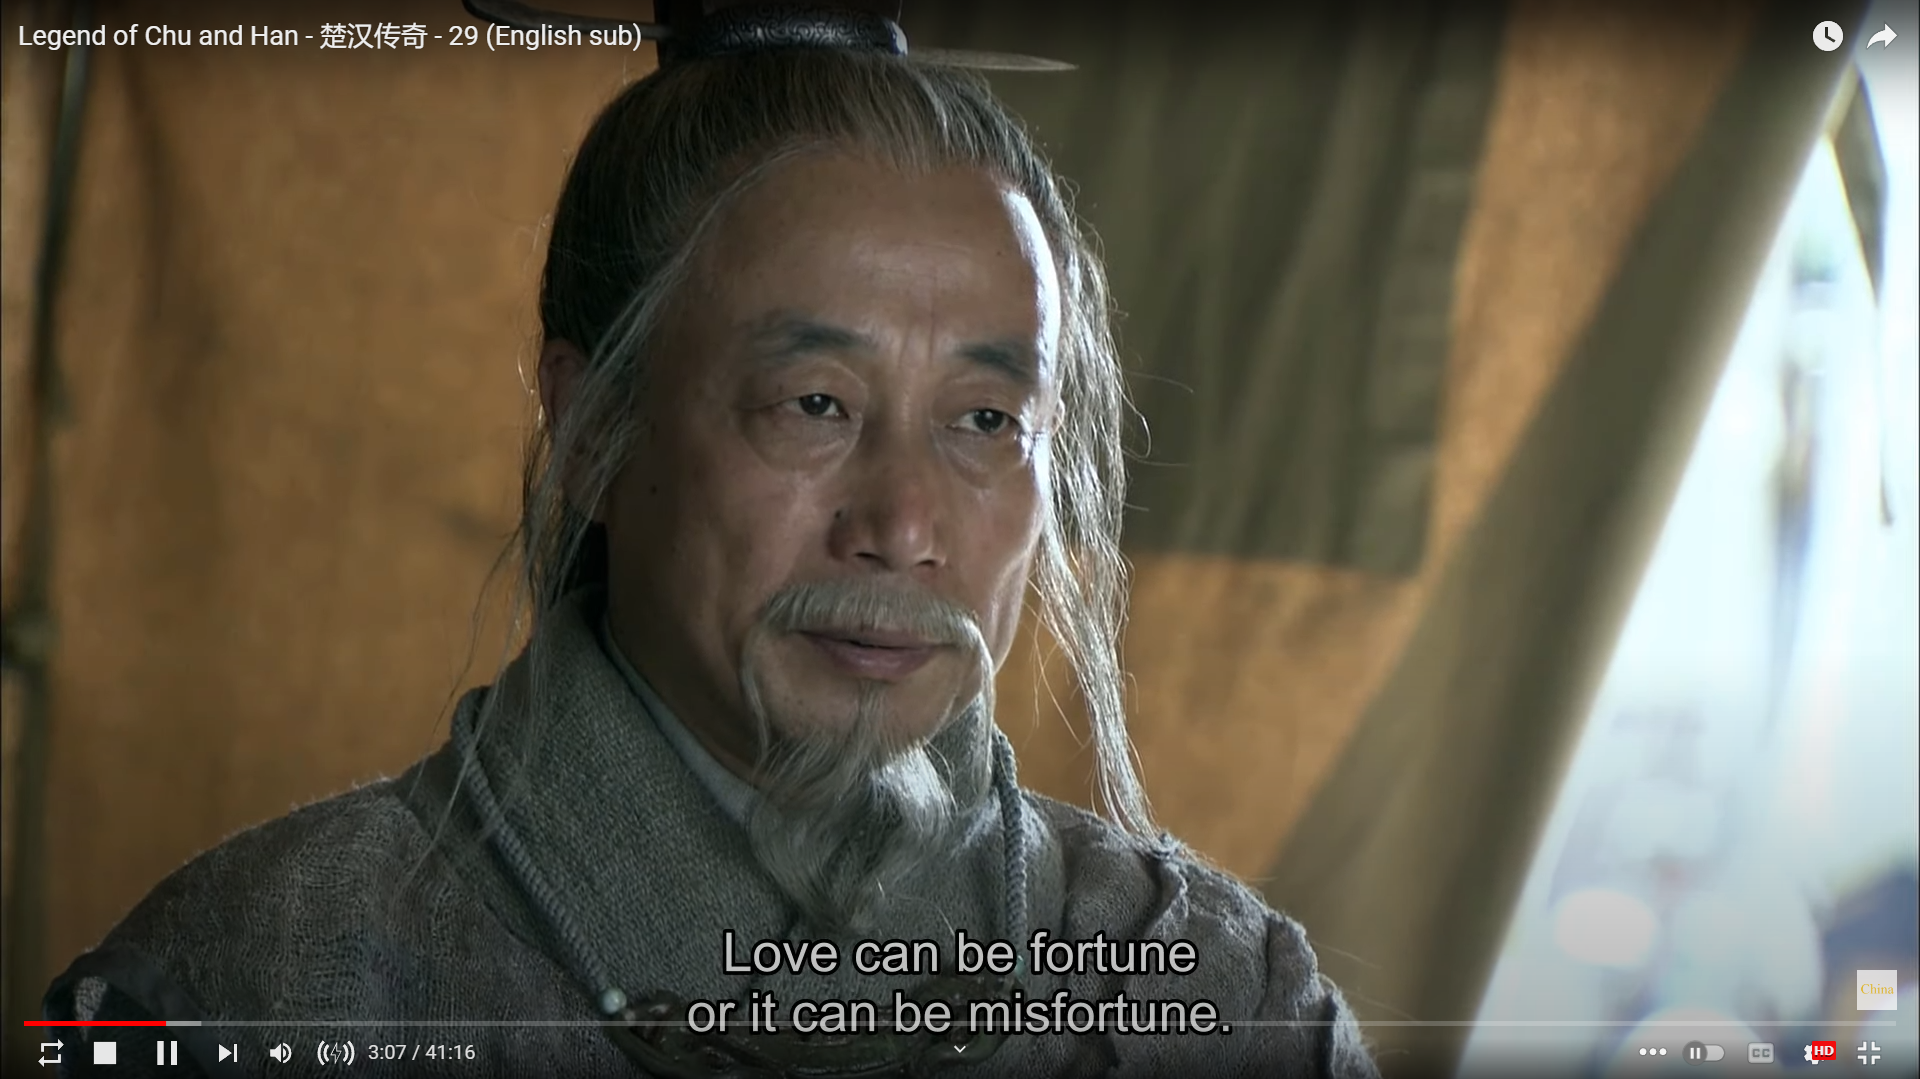 Legend of Chu and Han - 楚汉传奇 - 29 (English sub)
Love can be fortune
or it can be misfortune.
China
3:07 / 41:16
CC
HD